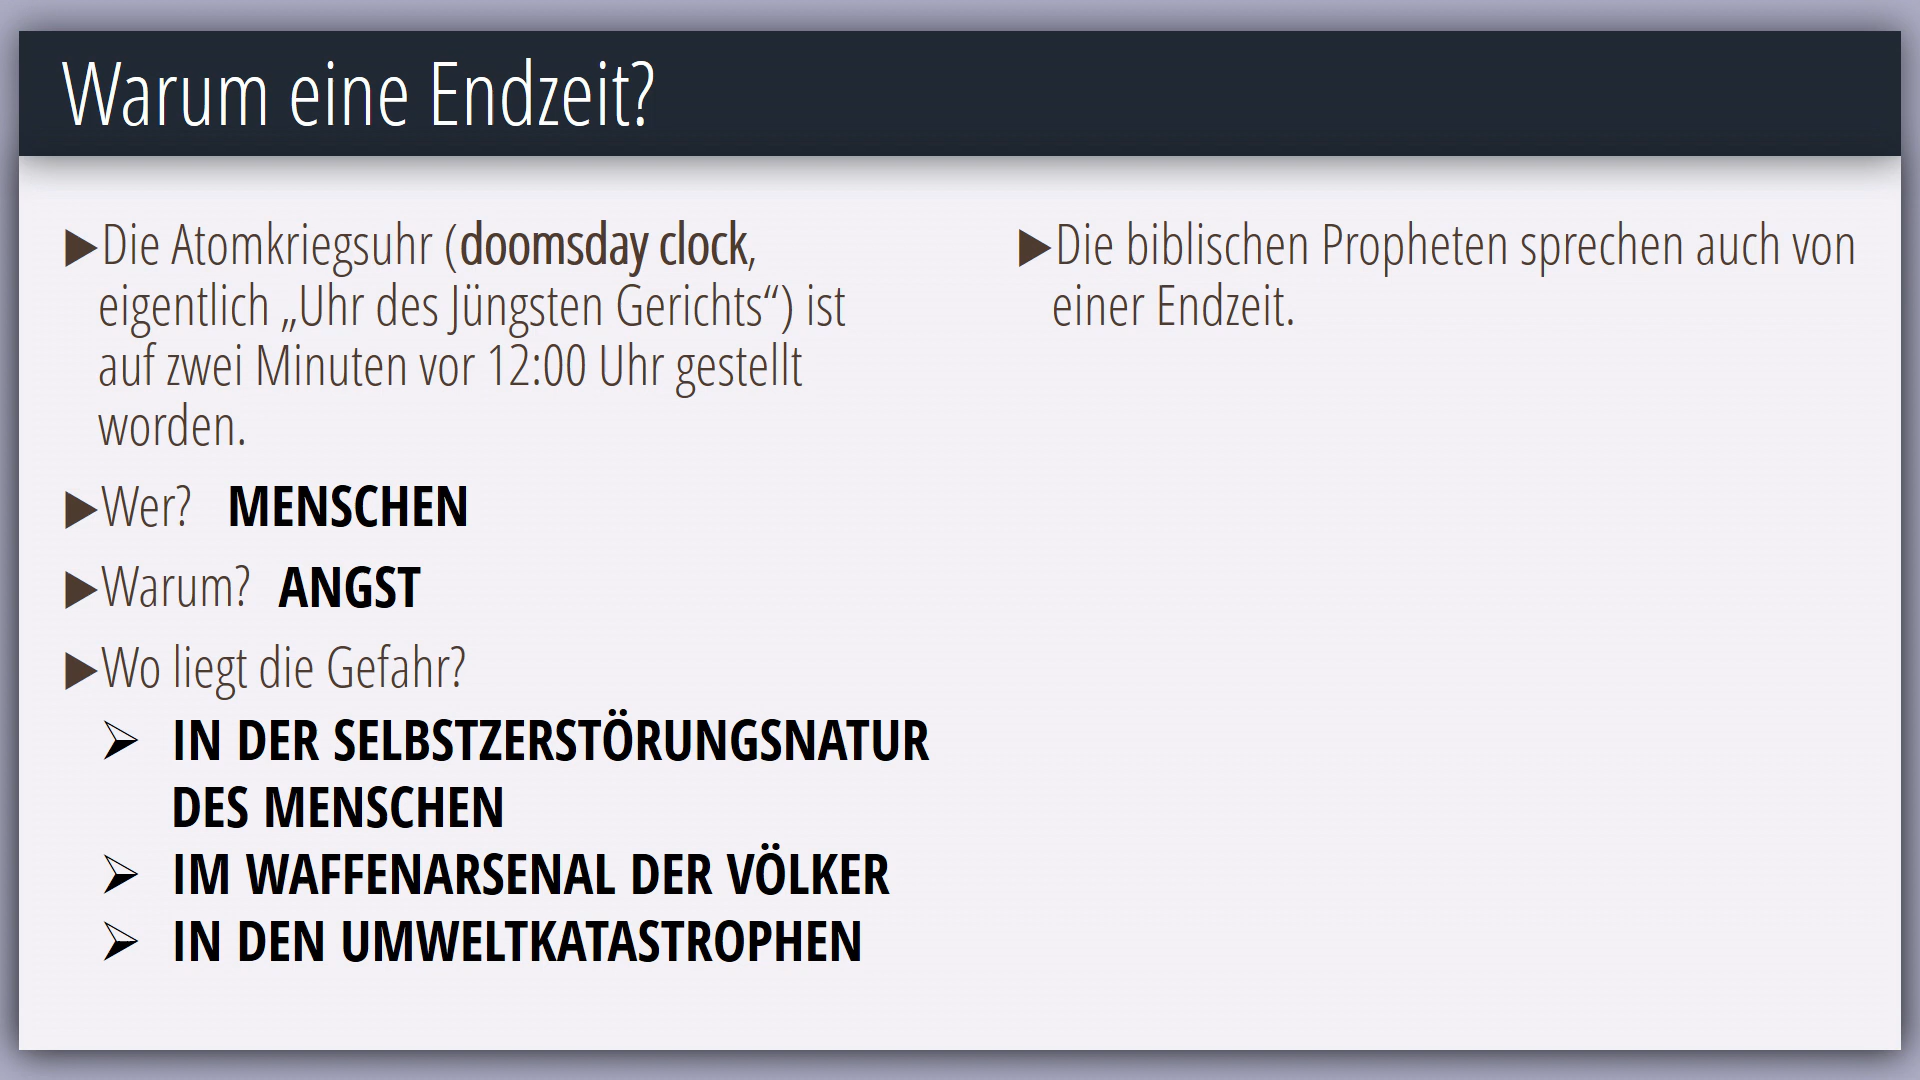 Warum eine Endzeit?
▶Die Atomkriegsuhr (doomsday clock,
eigentlich „Uhr des Jüngsten Gerichts“) ist
auf zwei Minuten vor 12:00 Uhr gestellt
worden.
▶Wer? MENSCHEN
▶Warum? ANGST
▶Wo liegt die Gefahr?
➢ IN DER SELBSTZERSTÖRUNGSNATUR
DES MENSCHEN
➢ IM WAFFENARSENAL DER VÖLKER
➢ IN DEN UMWELTKATASTROPHEN
▶Die biblischen Propheten sprechen auch von
einer Endzeit.